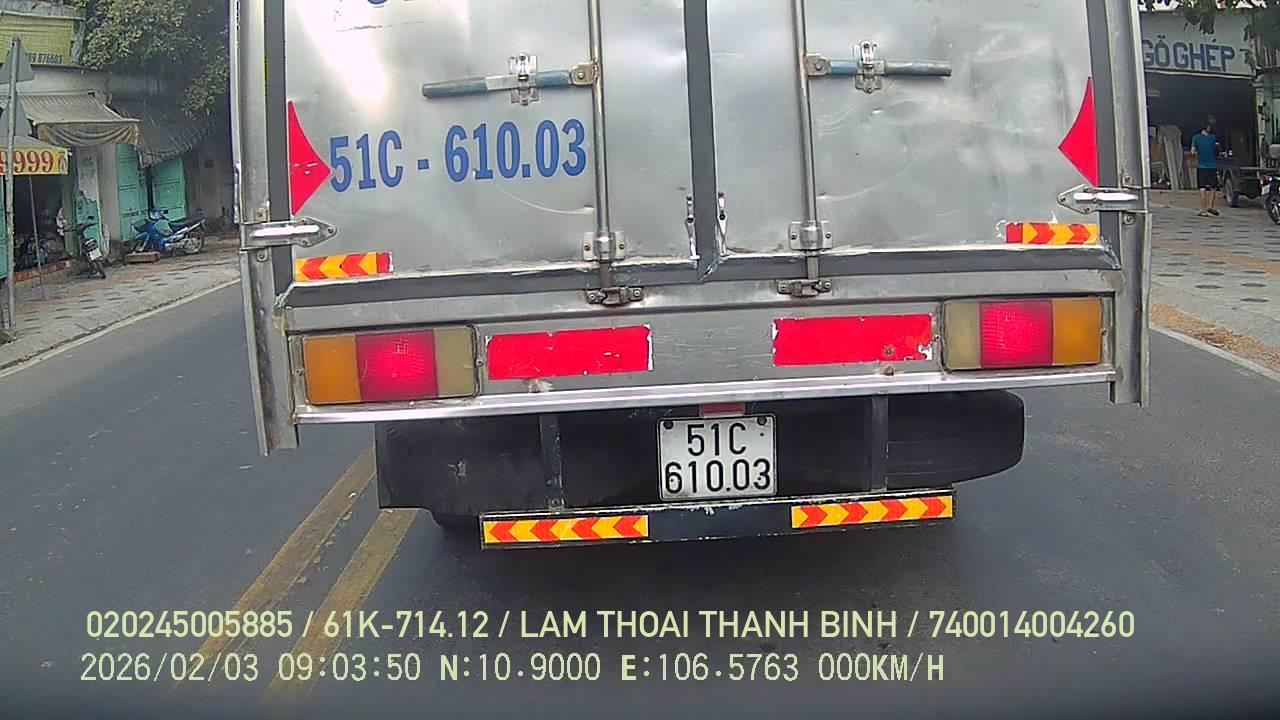 GỖ GHÉP
9999
51C - 610.03
51C
610.03
020245005885 / 61K-714.12 / LAM THOAI THANH BINH / 740014004260
2026/02/03 09:03:50 N:10.9000 E:106.5763 000KM/H